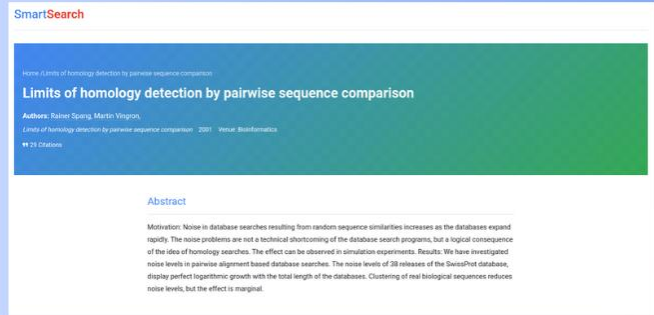 SmartSearch
Home /Limits of homology detection by pairwise sequence comparison
Limits of homology detection by pairwise sequence comparison
Authors: Rainer Spang, Martin Vingron,
Limits of homology detection by pairwise sequence comparison 2001 Venue: Bioinformatics
29 Citations
Abstract
Motivation: Noise in database searches resulting from random sequence similarities increases as the databases expand
rapidly. The noise problems are not a technical shortcoming of the database search programs, but a logical consequence
of the idea of homology searches. The effect can be observed in simulation experiments. Results: We have investigated
noise levels in pairwise alignment based database searches. The noise levels of 38 releases of the SwissProt database,
display perfect logarithmic growth with the total length of the databases. Clustering of real biological sequences reduces
noise levels, but the effect is marginal.